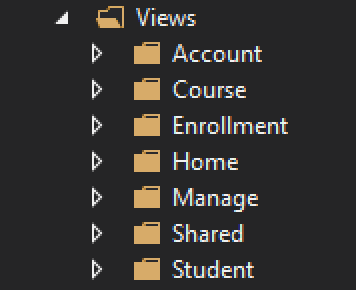 Views
Account
Course
Enrollment
Home
Manage
Shared
Student